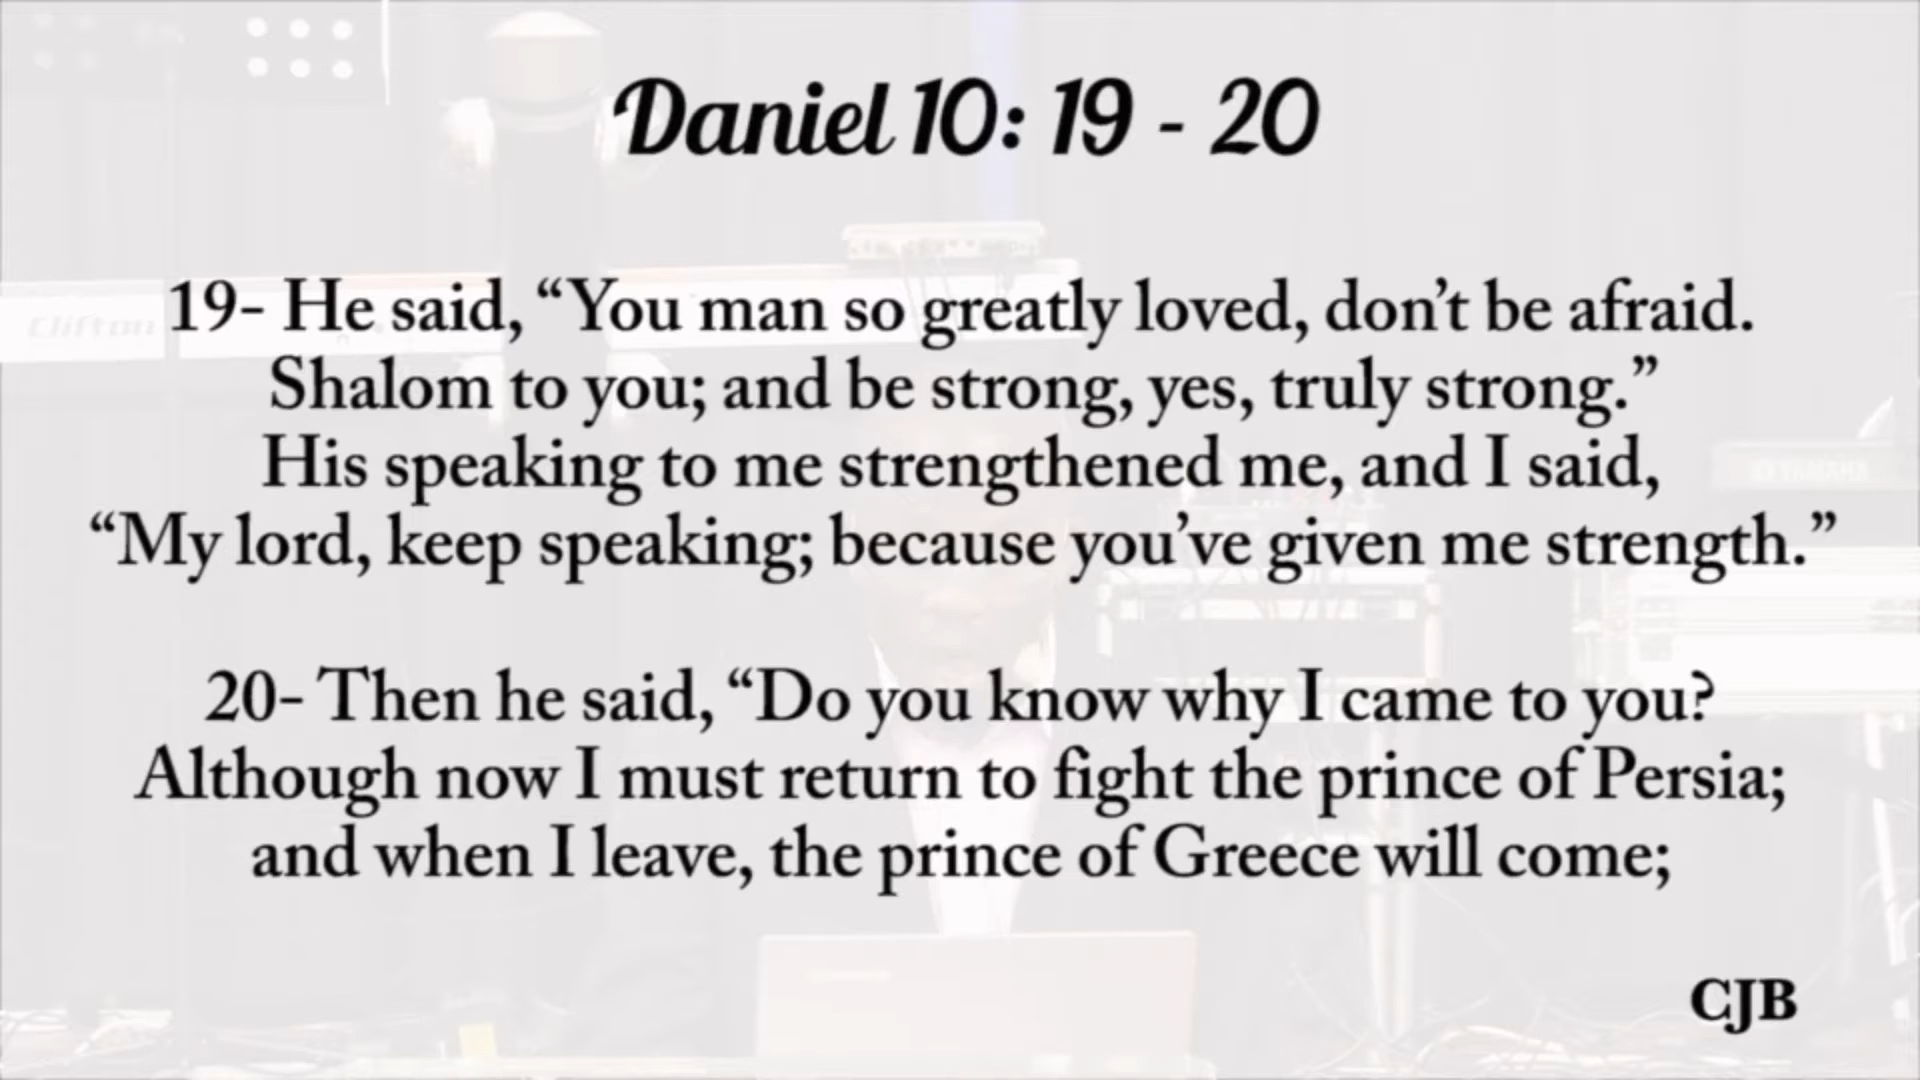 Daniel 10: 19 - 20
19- He said, “You man so greatly loved, don’t be afraid.
Shalom to you; and be strong, yes, truly strong.”
His speaking to me strengthened me, and I said,
“My lord, keep speaking; because you’ve given me strength.”
20- Then he said, “Do you know why I came to you?
Although now I must return to fight the prince of Persia;
and when I leave, the prince of Greece will come;
CJB
Clifton
YAMAHA